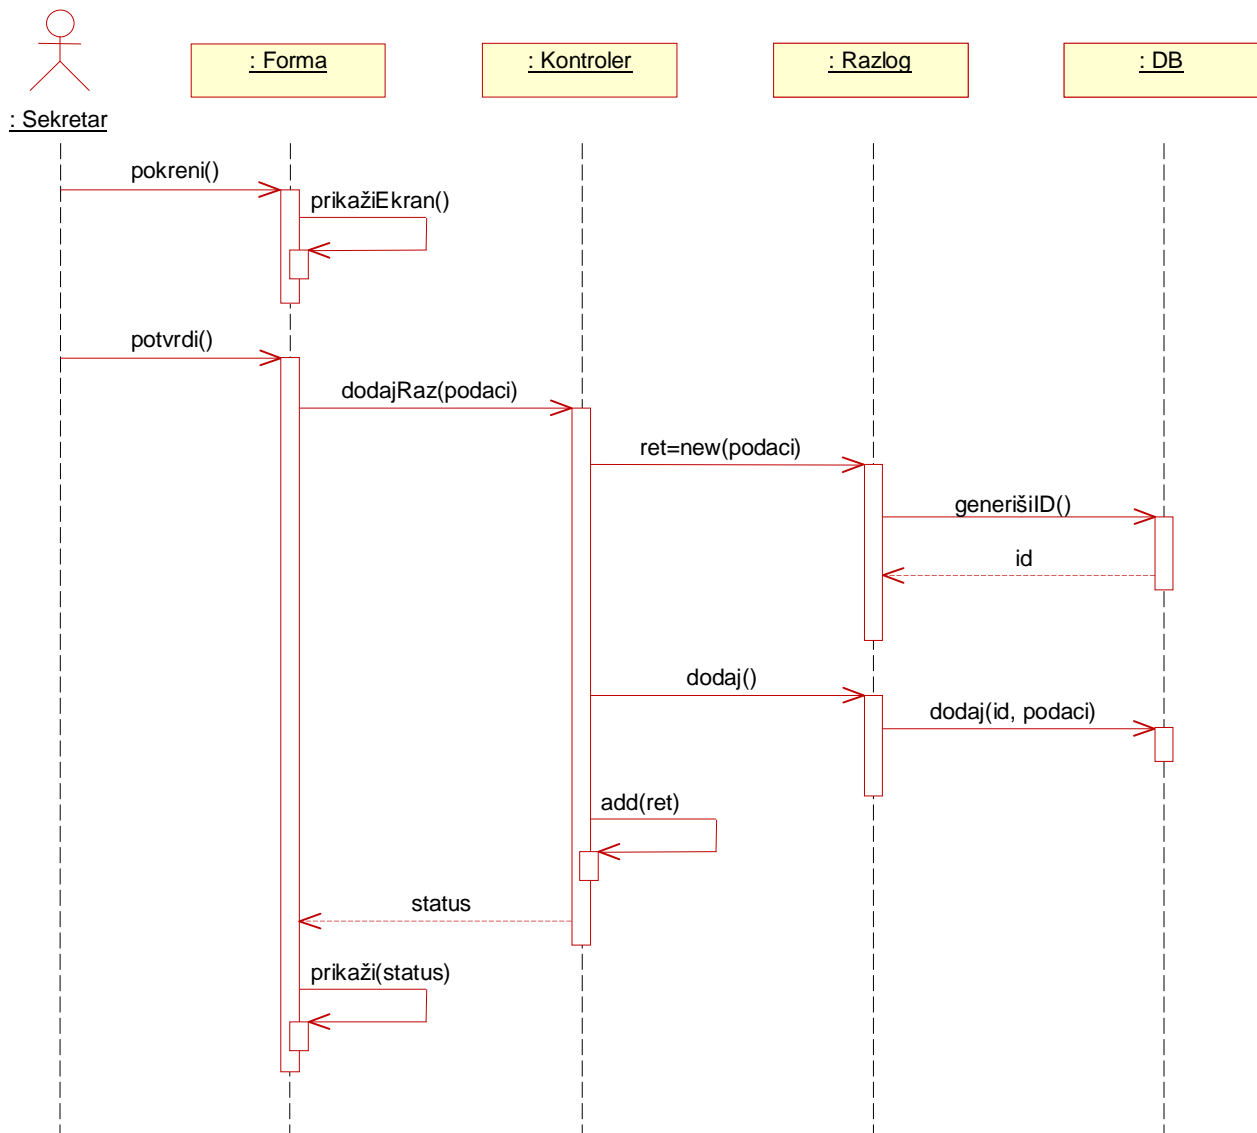 : Forma
: Kontroler
: Razlog
: DB
: Sekretar
pokreni()
prikažiEkran()
potvrdi()
dodajRaz(podaci)
ret=new(podaci)
generišiID()
id
dodaj()
dodaj(id, podaci)
add(ret)
status
prikaži(status)